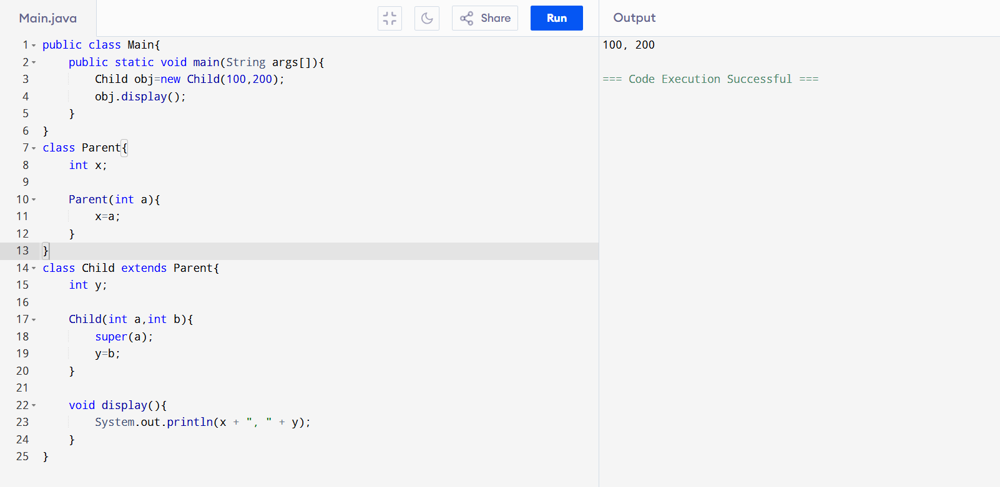 Main.java
Share
Run
Output
1 public class Main{
2     public static void main(String args[]){
3         Child obj=new Child(100,200);
4         obj.display();
5     }
6 }
7 class Parent{
8     int x;
9
10     Parent(int a){
11         x=a;
12     }
13 }
14 class Child extends Parent{
15     int y;
16
17     Child(int a,int b){
18         super(a);
19         y=b;
20     }
21
22     void display(){
23         System.out.println(x + ", " + y);
24     }
25 }
100, 200
=== Code Execution Successful ===